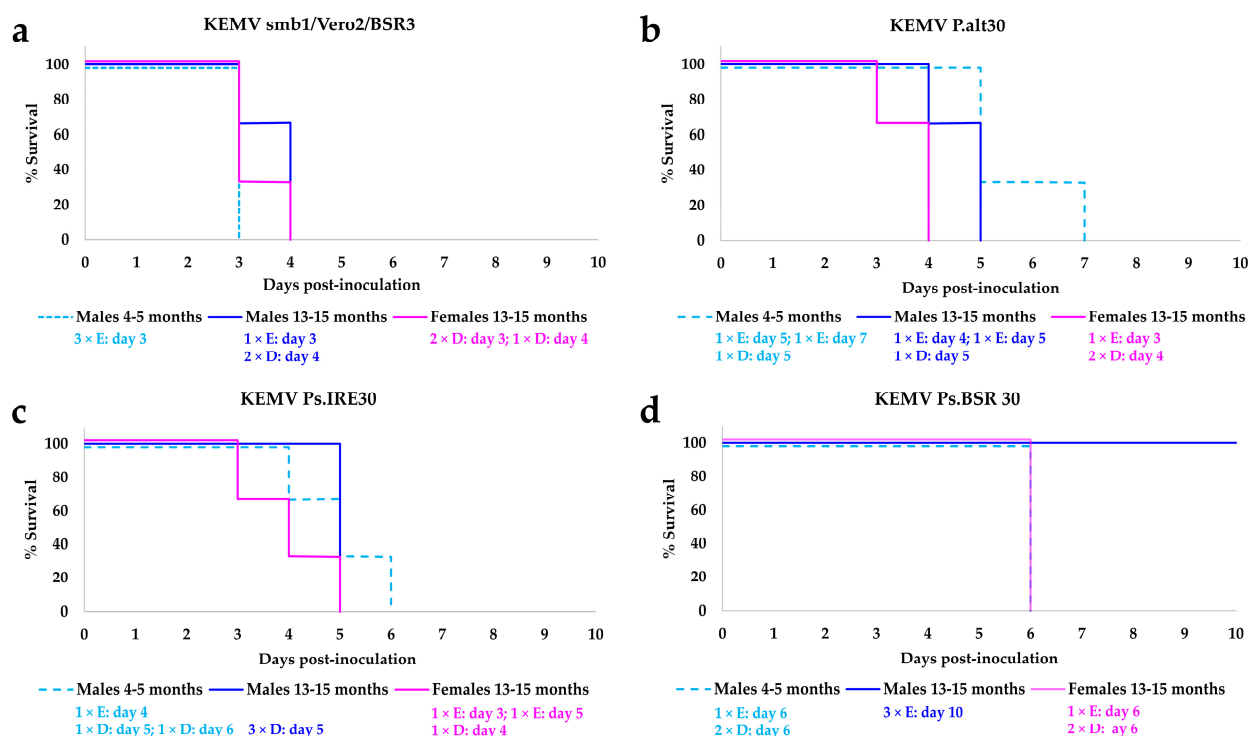 a
KEMV smb1/Vero2/BSR3
% Survival
100
80
60
40
20
0
0 1 2 3 4 5 6 7 8 9 10
Days post-inoculation
Males 4-5 months Males 13-15 months Females 13-15 months
3 × E: day 3 1 × E: day 3 2 × D: day 3; 1 × D: day 4
2 × D: day 4
b
KEMV P.alt30
% Survival
100
80
60
40
20
0
0 1 2 3 4 5 6 7 8 9 10
Days post-inoculation
Males 4-5 months Males 13-15 months Females 13-15 months
1 × E: day 5; 1 × E: day 7 1 × E: day 4; 1 × E: day 5 1 × E: day 3
1 × D: day 5 1 × D: day 5 2 × D: day 4
c
KEMV Ps.IRE30
% Survival
100
80
60
40
20
0
0 1 2 3 4 5 6 7 8 9 10
Days post-inoculation
Males 4-5 months Males 13-15 months Females 13-15 months
1 × E: day 4 1 × E: day 3; 1 × E: day 5
1 × D: day 5; 1 × D: day 6 3 × D: day 5 1 × D: day 4
d
KEMV Ps.BSR 30
% Survival
100
80
60
40
20
0
0 1 2 3 4 5 6 7 8 9 10
Days post-inoculation
Males 4-5 months Males 13-15 months Females 13-15 months
1 × E: day 6 3 × E: day 10 1 × E: day 6
2 × D: day 6 2 × D: ay 6